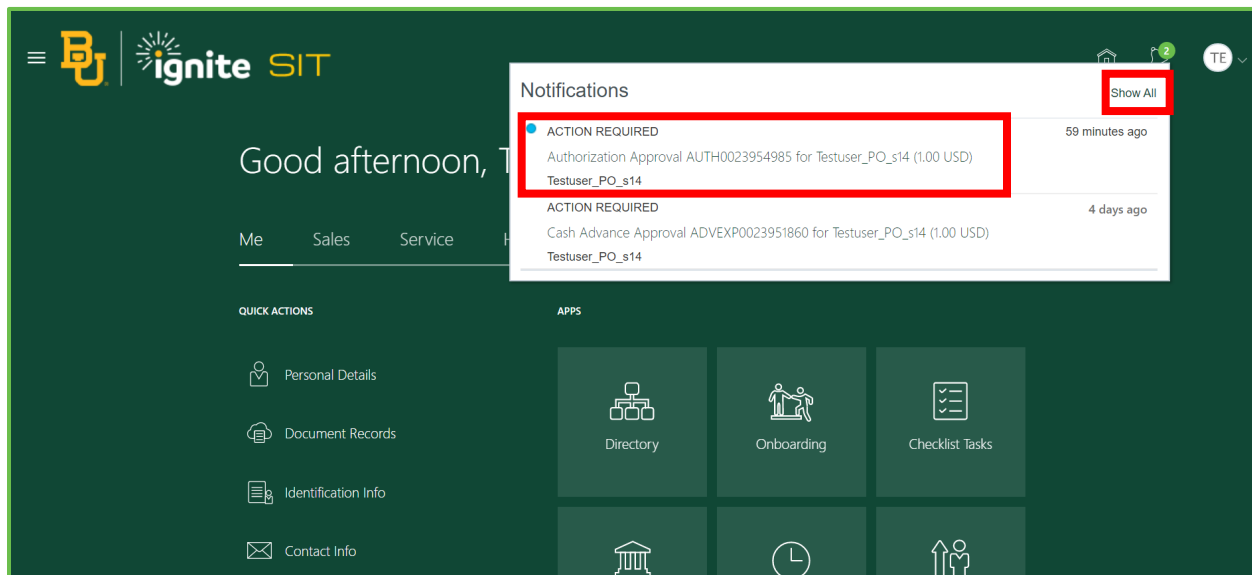 BU ignite SIT
2
TE
Notifications
Show All
ACTION REQUIRED
59 minutes ago
Authorization Approval AUTH0023954985 for Testuser_PO_s14 (1.00 USD)
Testuser_PO_s14
ACTION REQUIRED
4 days ago
Cash Advance Approval ADVEXP0023951860 for Testuser_PO_s14 (1.00 USD)
Testuser_PO_s14
Good afternoon,
Me Sales Service
QUICK ACTIONS
APPS
Personal Details
Document Records
Identification Info
Contact Info
Directory
Onboarding
Checklist Tasks